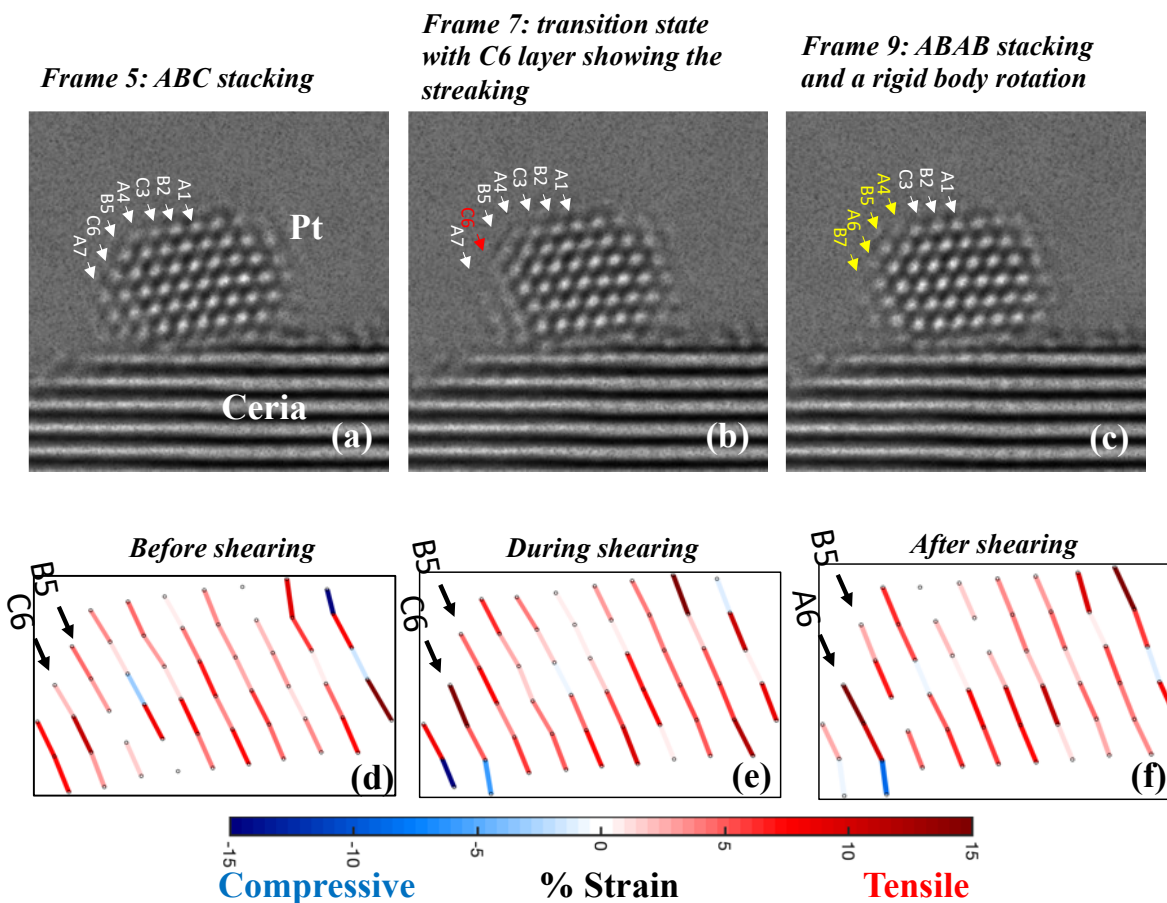 Frame 5: ABC stacking
Frame 7: transition state
with C6 layer showing the
streaking
Frame 9: ABAB stacking
and a rigid body rotation
A7
C6
B5
A4
C3
B2
A1
Pt
Ceria
(a)
A7
C6
B5
A4
C3
B2
A1
(b)
B7
A6
B5
A4
C3
B2
A1
(c)
Before shearing
During shearing
After shearing
C6
B5
(d)
C6
B5
(e)
A6
B5
(f)
-15
-10
-5
0
5
10
15
Compressive
% Strain
Tensile